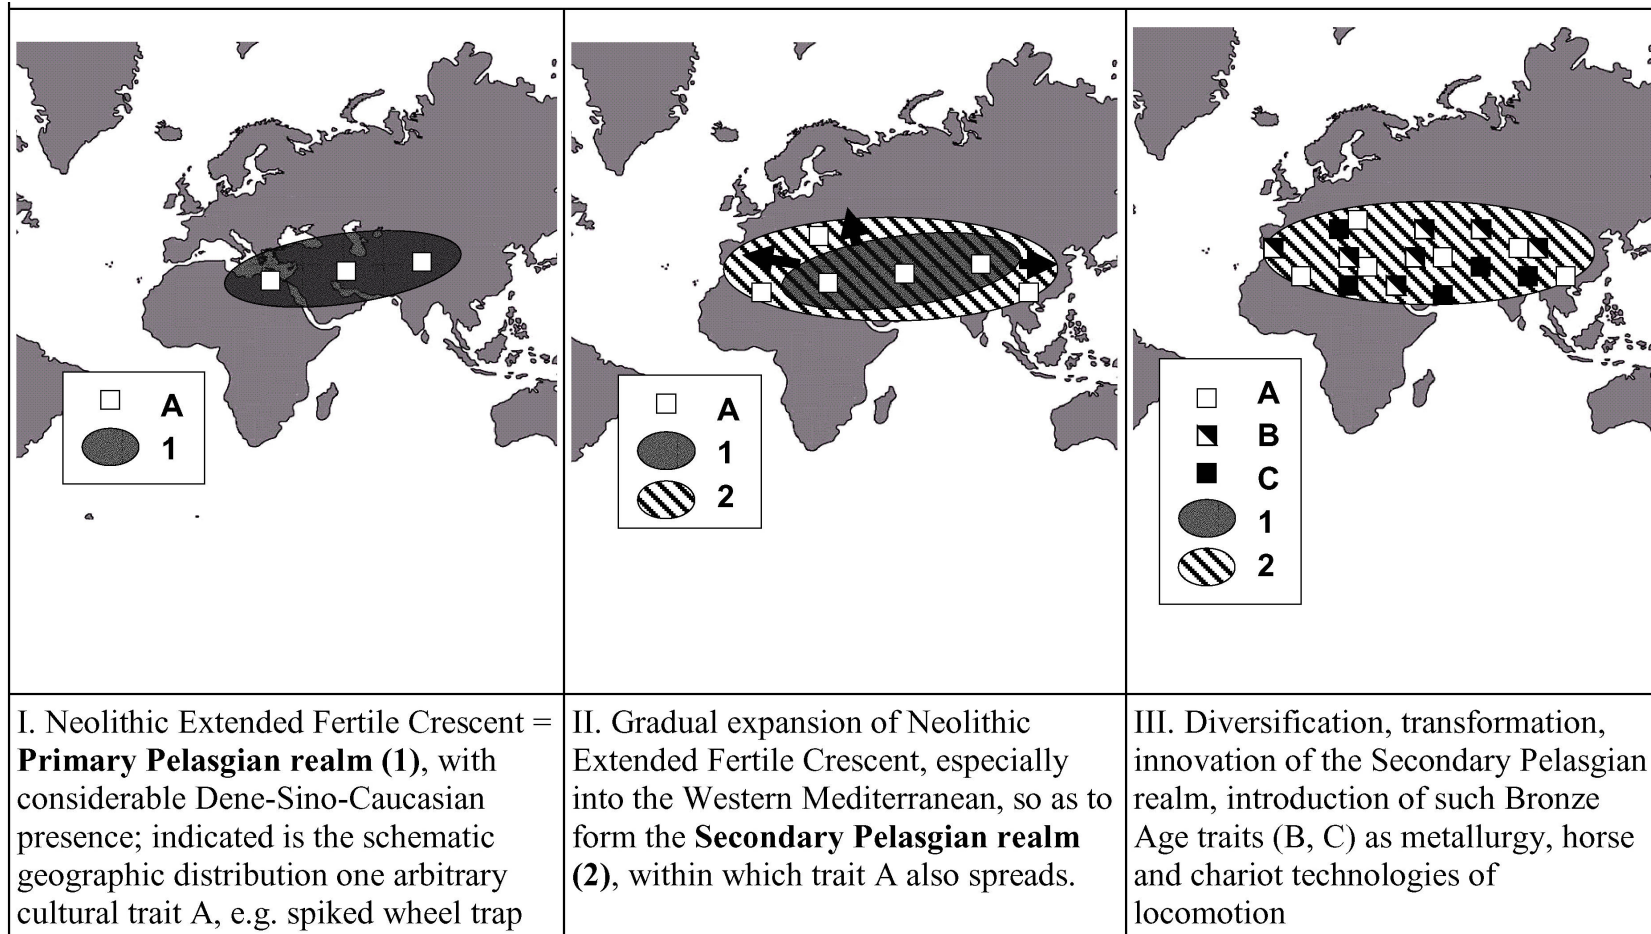 A
1
A
1
2
A
B
C
1
2
I. Neolithic Extended Fertile Crescent =
Primary Pelasgian realm (1), with
considerable Dene-Sino-Caucasian
presence; indicated is the schematic
geographic distribution one arbitrary
cultural trait A, e.g. spiked wheel trap
II. Gradual expansion of Neolithic
Extended Fertile Crescent, especially
into the Western Mediterranean, so as to
form the Secondary Pelasgian realm
(2), within which trait A also spreads.
III. Diversification, transformation,
innovation of the Secondary Pelasgian
realm, introduction of such Bronze
Age traits (B, C) as metallurgy, horse
and chariot technologies of
locomotion